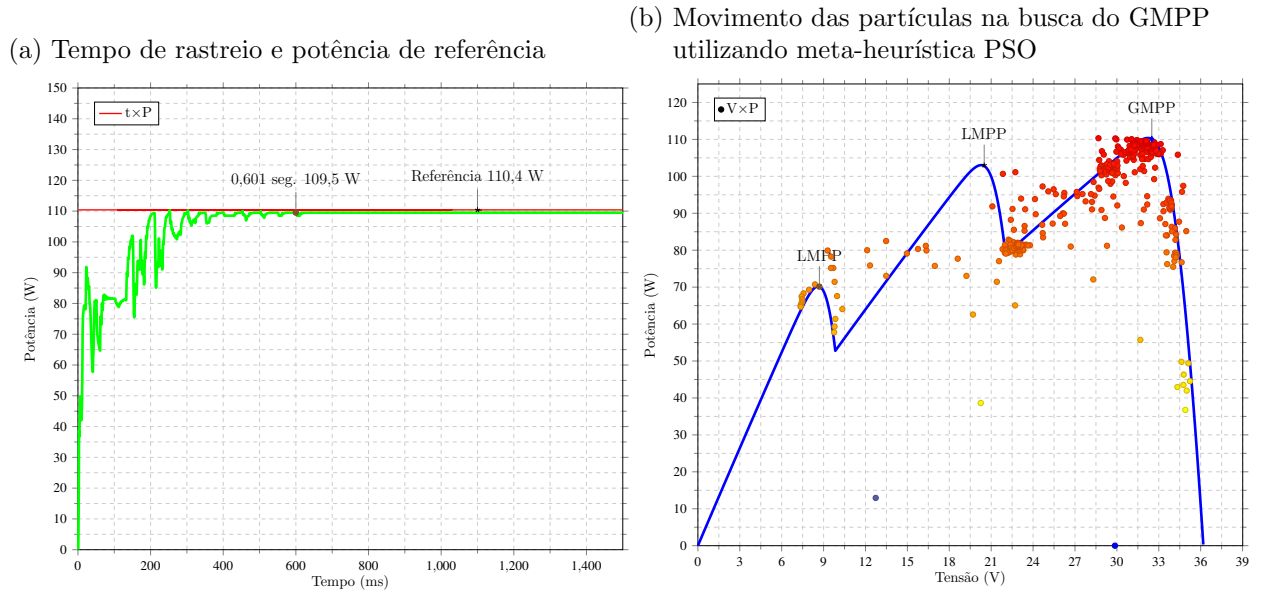 (a) Tempo de rastreio e potência de referência
t×P
0,601 seg. 109,5 W
Referência 110,4 W
Potência (W)
150
140
130
120
110
100
90
80
70
60
50
40
30
20
10
0
0 200 400 600 800 1,000 1,200 1,400
Tempo (ms)
(b) Movimento das partículas na busca do GMPP
utilizando meta-heurística PSO
V×P
GMPP
LMPP
LMPP
Potência (W)
120
110
100
90
80
70
60
50
40
30
20
10
0
0 3 6 9 12 15 18 21 24 27 30 33 36 39
Tensão (V)